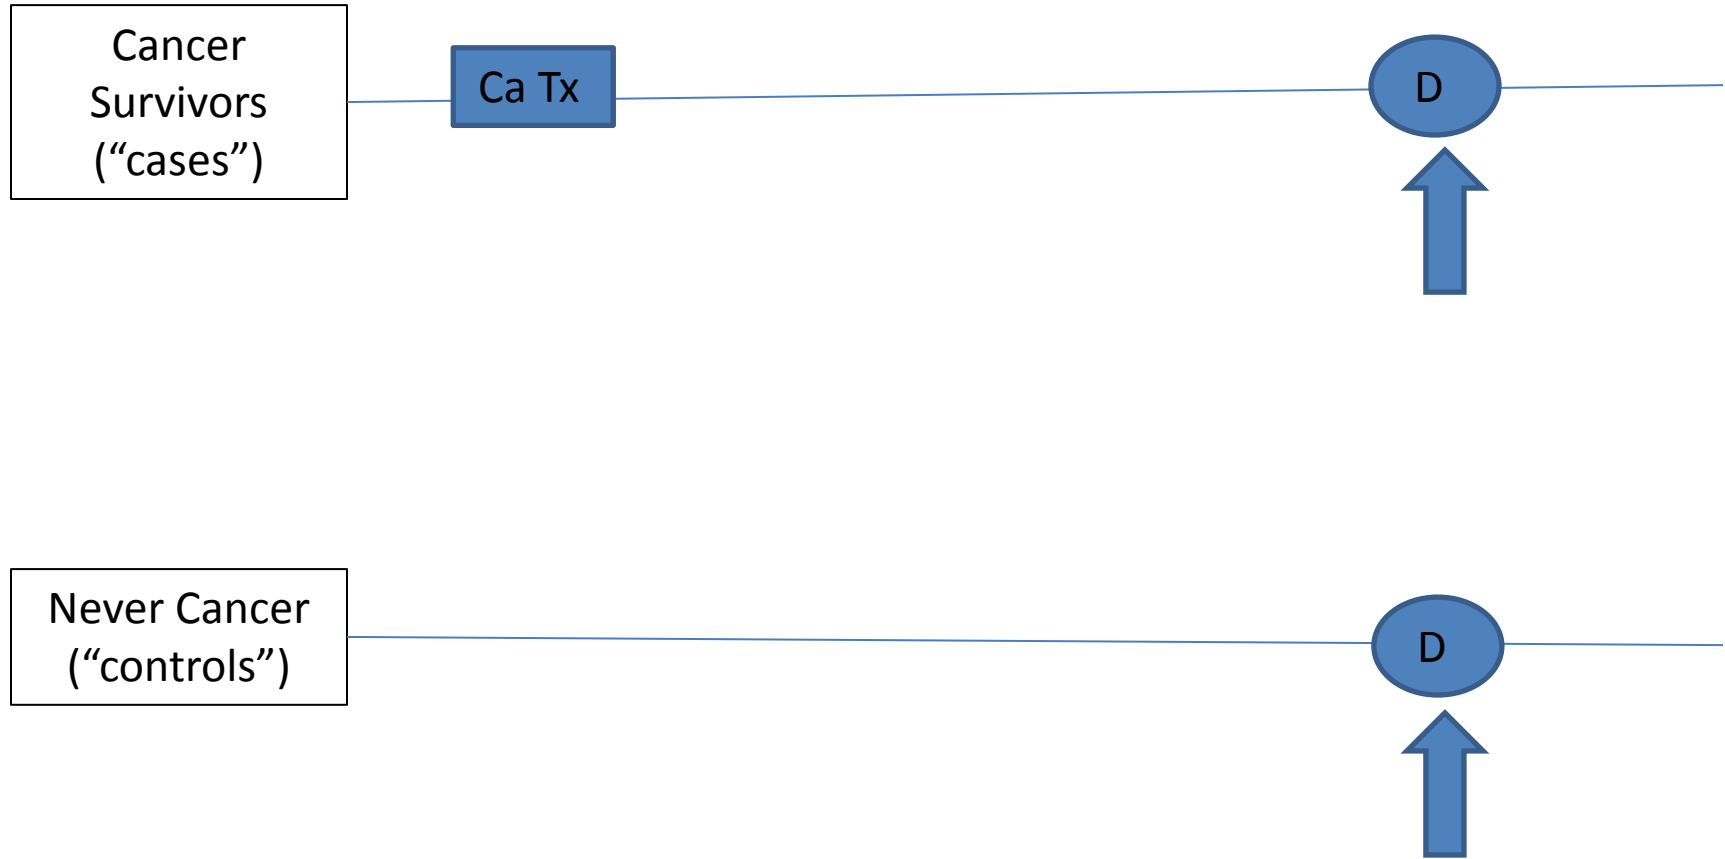 Cancer
Survivors
(“cases”)
Ca Tx
D
Never Cancer
(“controls”)
D